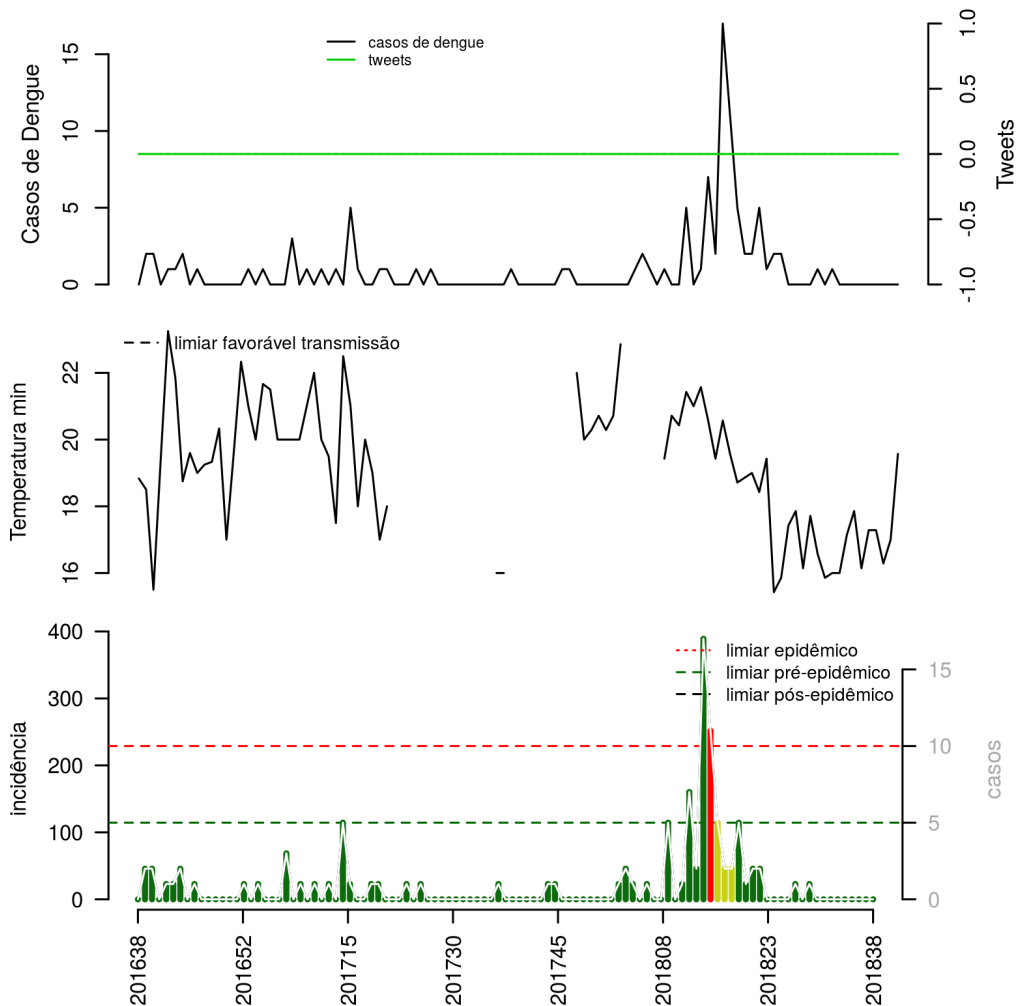 casos de dengue
tweets
Casos de Dengue
0
5
10
15
Tweets
-1.0
-0.5
0.0
0.5
1.0
limiar favorável transmissão
Temperatura min
16
18
20
22
limiar epidêmico
limiar pré-epidêmico
limiar pós-epidêmico
incidência
0
100
200
300
400
casos
0
5
10
15
201638
201652
201715
201730
201745
201808
201823
201838